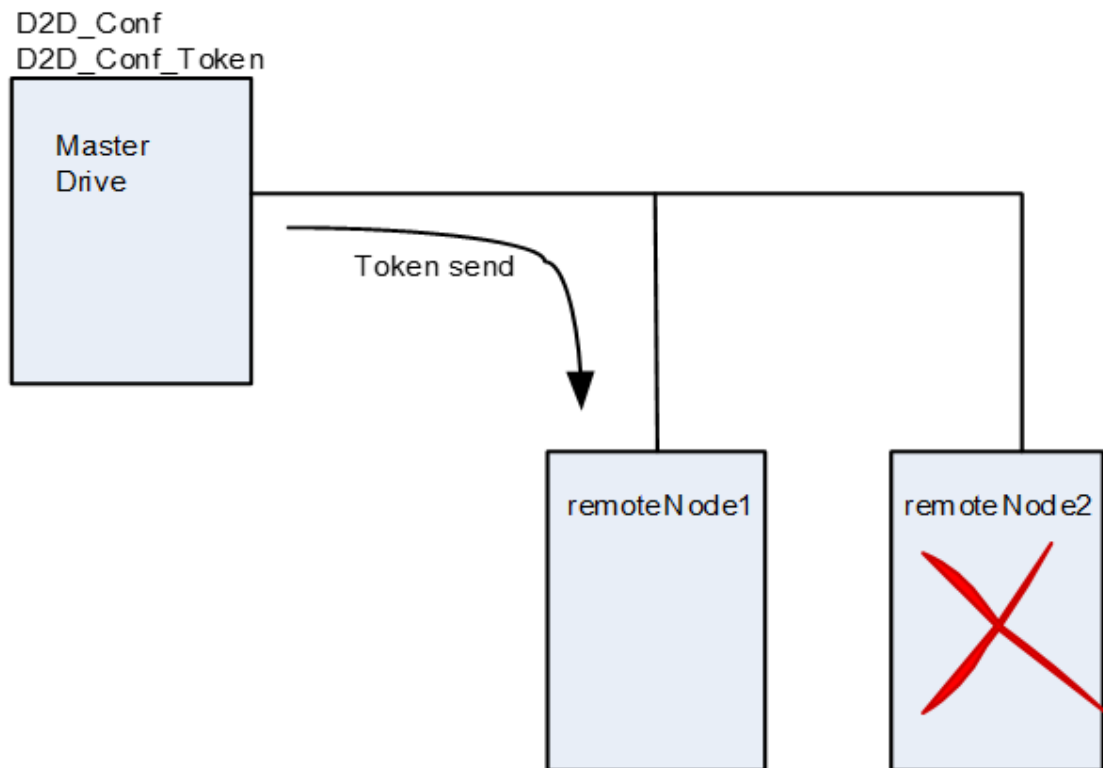 D2D_Conf
D2D_Conf_Token
Master
Drive
Token send
remoteNode1
remoteNode2